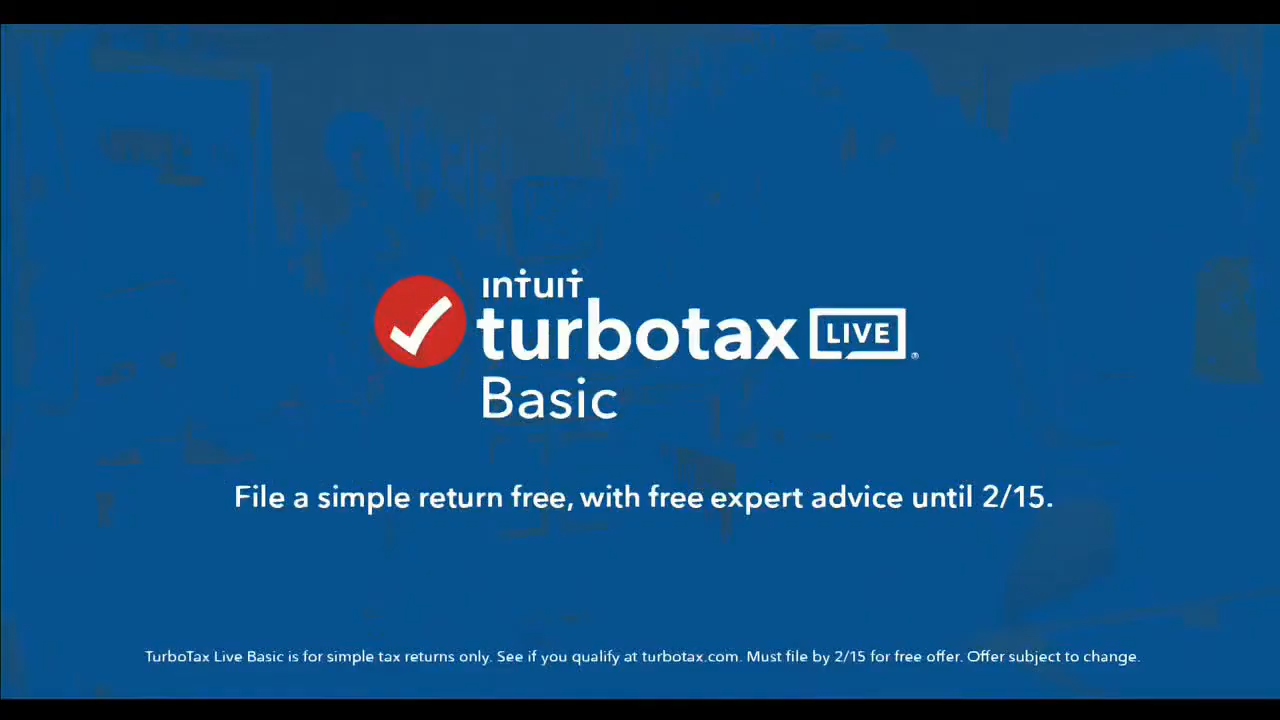 ıntuıt
turbotax LIVE®
Basic
File a simple return free, with free expert advice until 2/15.
TurboTax Live Basic is for simple tax returns only. See if you qualify at turbotax.com. Must file by 2/15 for free offer. Offer subject to change.